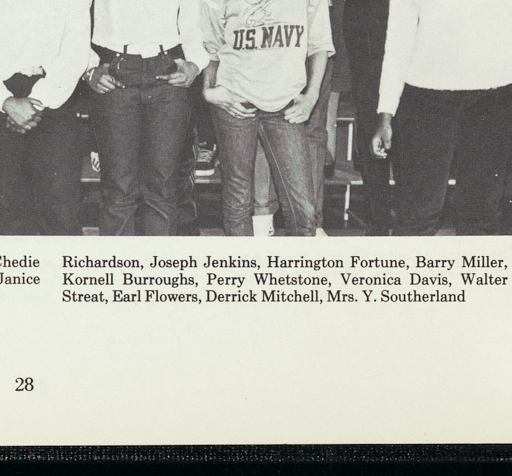 U.S. NAVY
Chedie
Janice
Richardson, Joseph Jenkins, Harrington Fortune, Barry Miller,
Kornell Burroughs, Perry Whetstone, Veronica Davis, Walter
Streat, Earl Flowers, Derrick Mitchell, Mrs. Y. Southerland
28